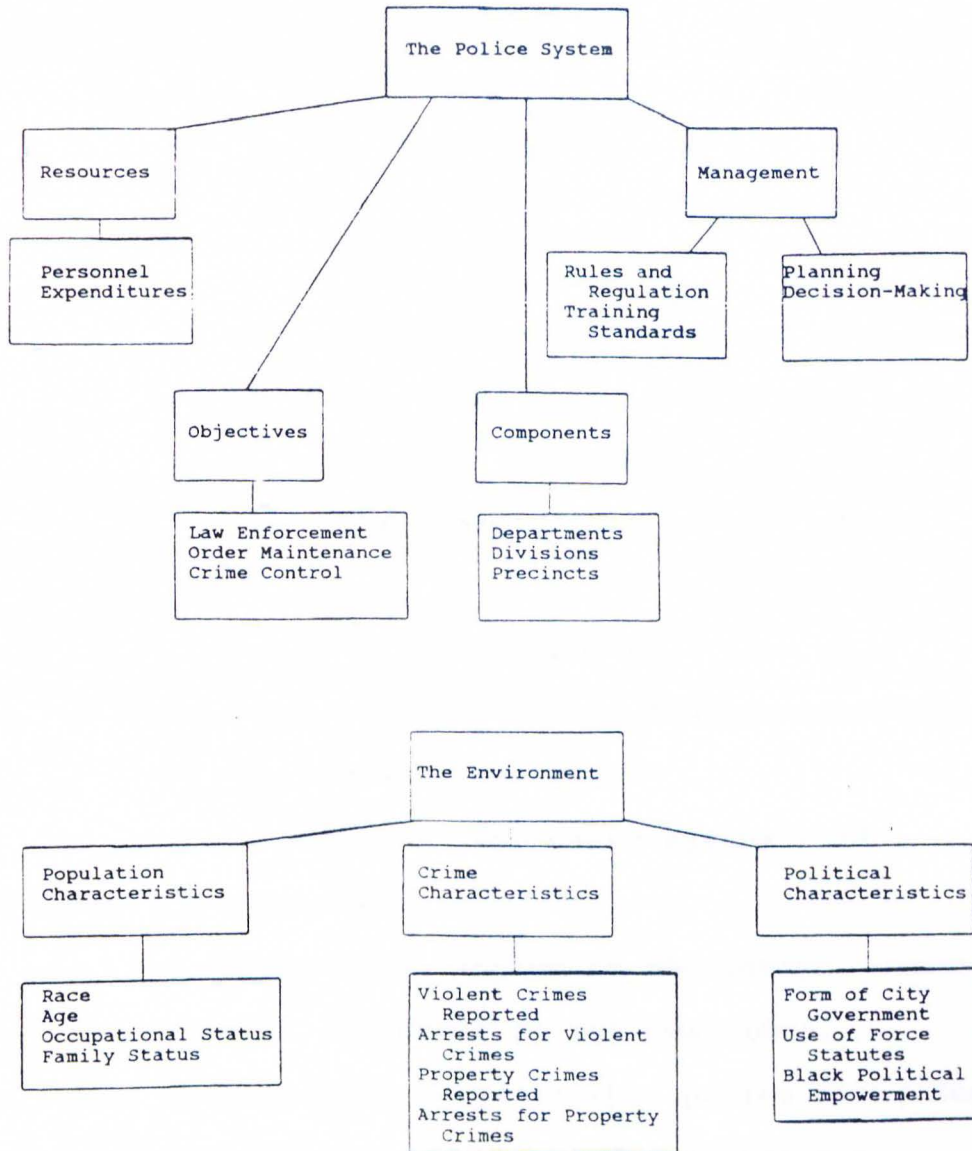 The Police System
Resources
Management
Personnel
Expenditures
Rules and
Regulation
Training
Standards
Planning
Decision-Making
Objectives
Components
Law Enforcement
Order Maintenance
Crime Control
Departments
Divisions
Precincts
The Environment
Population
Characteristics
Crime
Characteristics
Political
Characteristics
Race
Age
Occupational Status
Family Status
Violent Crimes
Reported
Arrests for Violent
Crimes
Property Crimes
Reported
Arrests for Property
Crimes
Form of City
Government
Use of Force
Statutes
Black Political
Empowerment